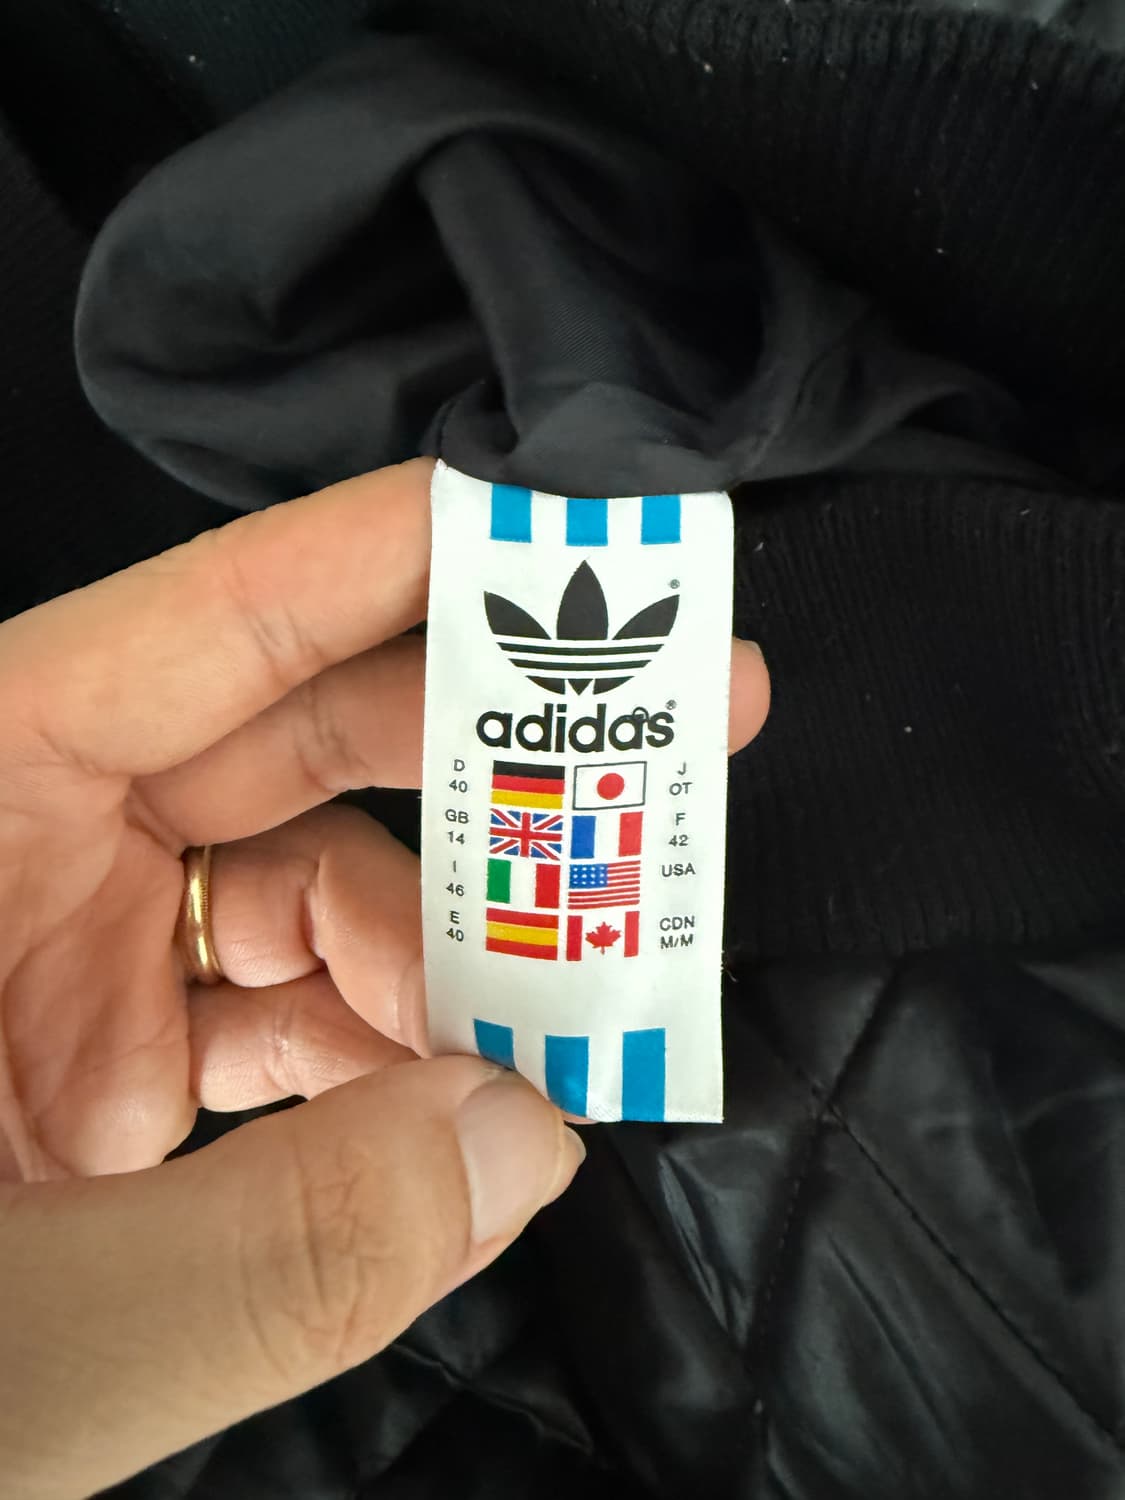 ®
adidas®
D
40
J
OT
GB
14
F
42
I
46
USA
E
40
CDN
M/M